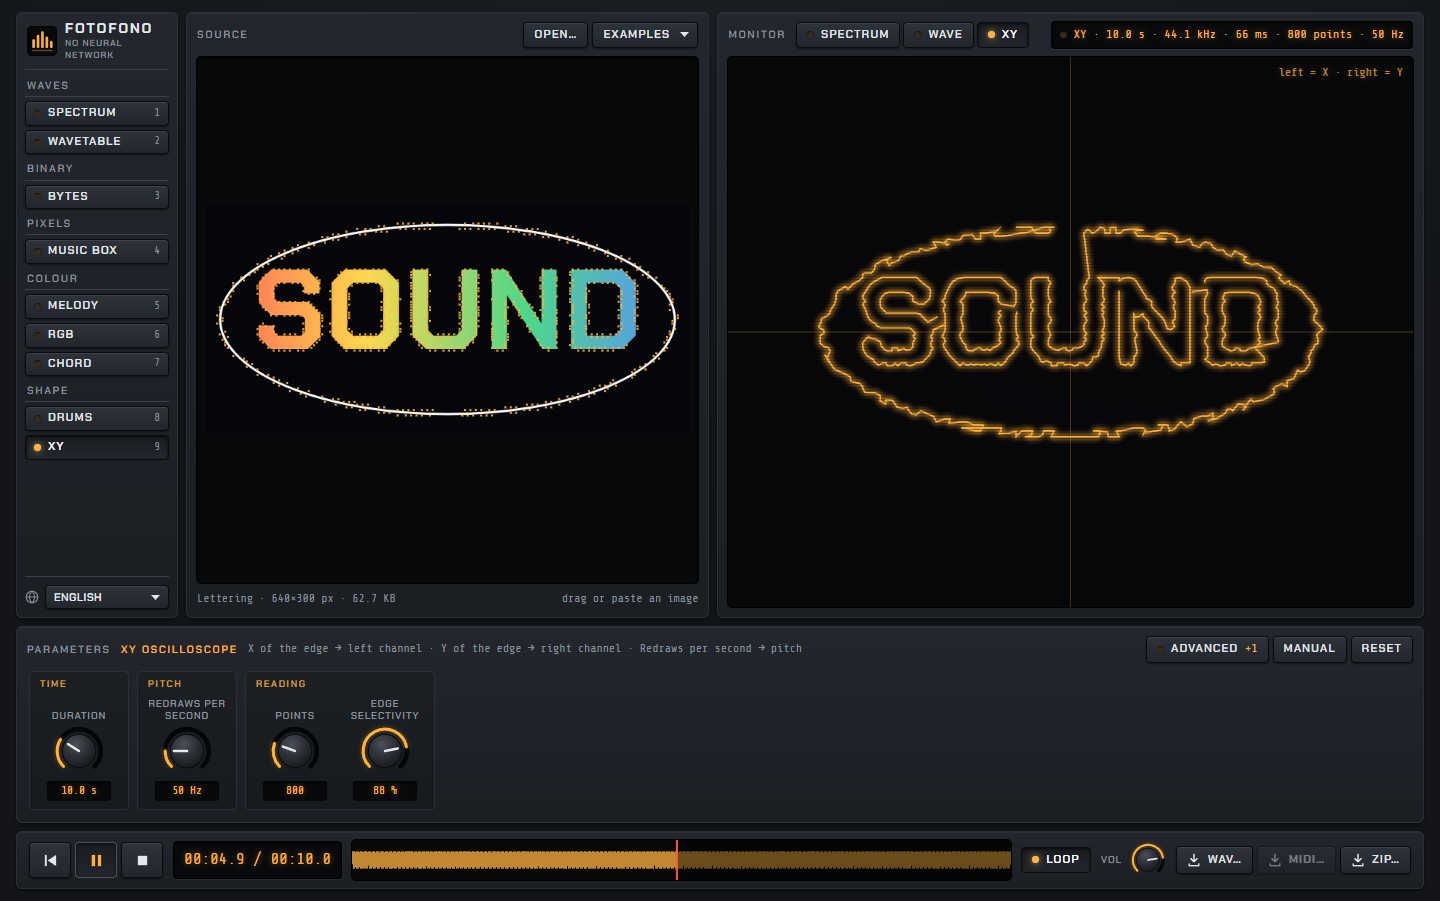 FOTOFONO
NO NEURAL
NETWORK
WAVES
SPECTRUM 1
WAVETABLE 2
BINARY
BYTES 3
PIXELS
MUSIC BOX 4
COLOUR
MELODY 5
RGB 6
CHORD 7
SHAPE
DRUMS 8
XY 9
ENGLISH
SOURCE
OPEN…
EXAMPLES
SOUND
Lettering · 640×300 px · 62.7 KB
drag or paste an image
MONITOR
SPECTRUM
WAVE
XY
XY · 10.0 s · 44.1 kHz · 66 ms · 800 points · 50 Hz
left = X · right = Y
SOUND
PARAMETERS
XY OSCILLOSCOPE
X of the edge → left channel · Y of the edge → right channel · Redraws per second → pitch
ADVANCED +1
MANUAL
RESET
TIME
DURATION
10.0 s
PITCH
REDRAWS PER
SECOND
50 Hz
READING
POINTS
800
EDGE
SELECTIVITY
88 %
00:04.9 / 00:10.0
LOOP
VOL
WAV…
MIDI…
ZIP…